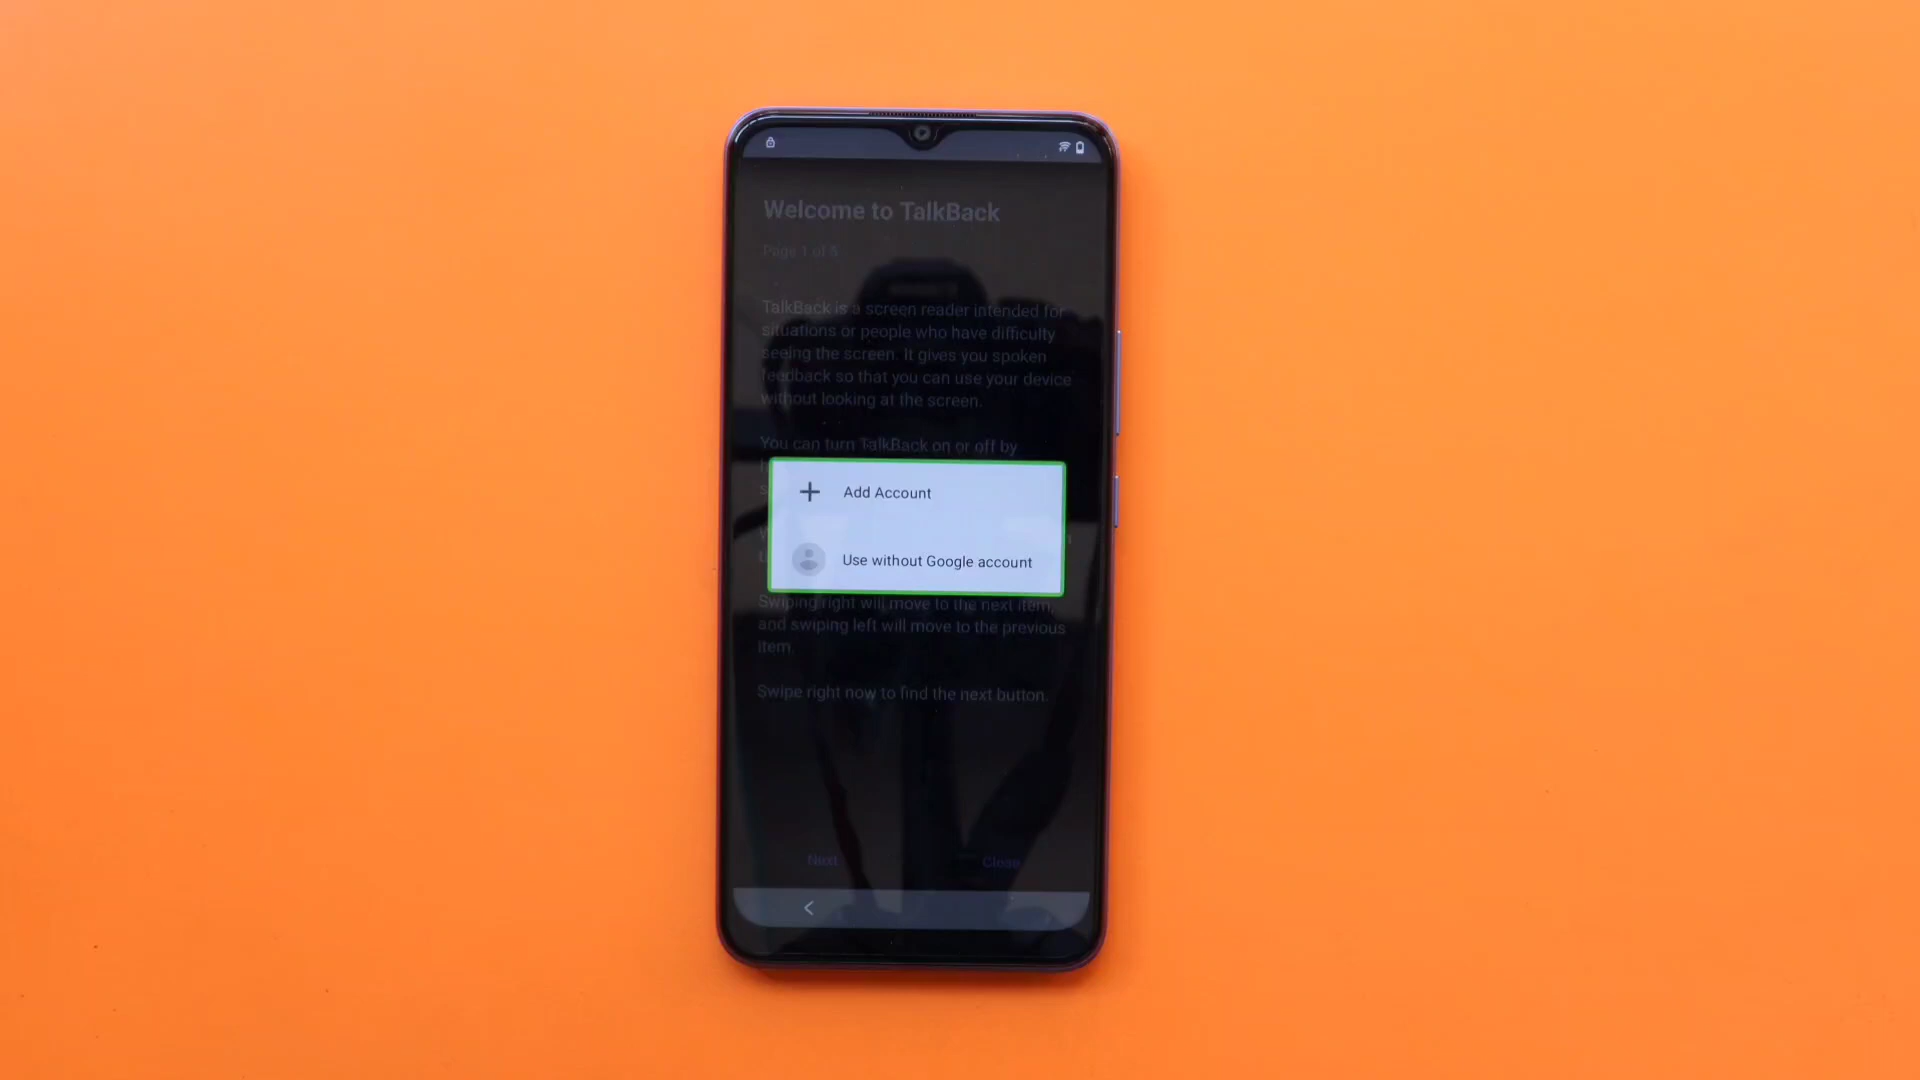 Welcome to TalkBack
Page 1 of 5
TalkBack is a screen reader intended for
situations or people who have difficulty
seeing the screen. It gives you spoken
feedback so that you can use your device
without looking at the screen.
You can turn TalkBack on or off by
Add Account
Use without Google account
Swiping right will move to the next item,
and swiping left will move to the previous
item.
Swipe right now to find the next button.
Next
Close